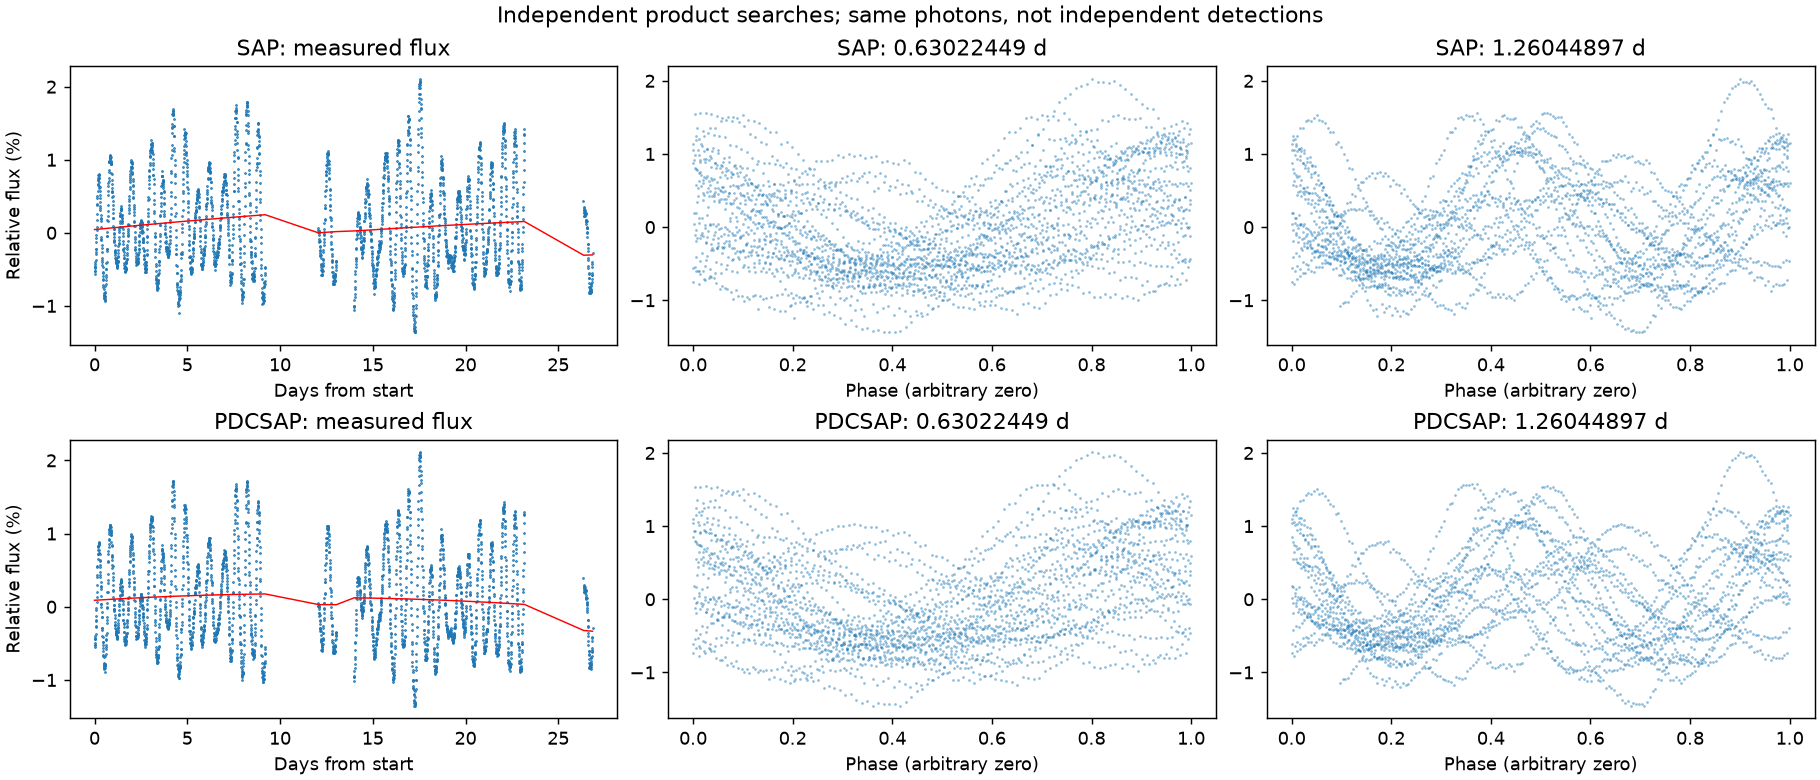 Independent product searches; same photons, not independent detections
SAP: measured flux
SAP: 0.63022449 d
SAP: 1.26044897 d
Relative flux (%)
2
1
0
−1
2
1
0
−1
2
1
0
−1
0 5 10 15 20 25
0.0 0.2 0.4 0.6 0.8 1.0
0.0 0.2 0.4 0.6 0.8 1.0
Days from start
Phase (arbitrary zero)
Phase (arbitrary zero)
PDCSAP: measured flux
PDCSAP: 0.63022449 d
PDCSAP: 1.26044897 d
Relative flux (%)
2
1
0
−1
2
1
0
−1
2
1
0
−1
0 5 10 15 20 25
0.0 0.2 0.4 0.6 0.8 1.0
0.0 0.2 0.4 0.6 0.8 1.0
Days from start
Phase (arbitrary zero)
Phase (arbitrary zero)